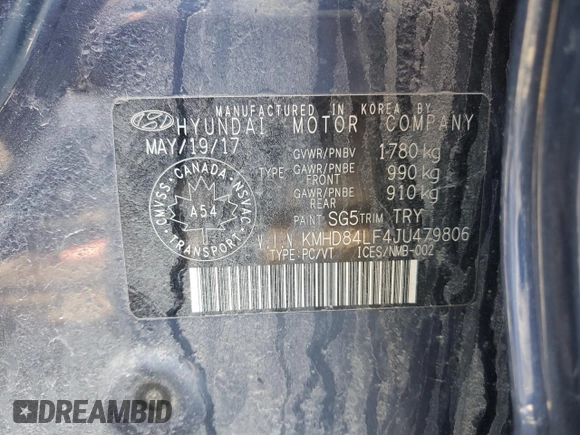 MANUFACTURED IN KOREA BY
HYUNDAI MOTOR COMPANY
MAY/19/17
GVWR/PNBV 1780 kg
TYPE: GAWR/PNBE FRONT 990 kg
GAWR/PNBE REAR 910 kg
CMVSS · CANADA · NSVAC
A54
TRANSPORT
PAINT SG5 TRIM TRY
V.I.N KMHD84LF4JU479806
TYPE:PC/VT ICES/NMB-002
DREAMBID